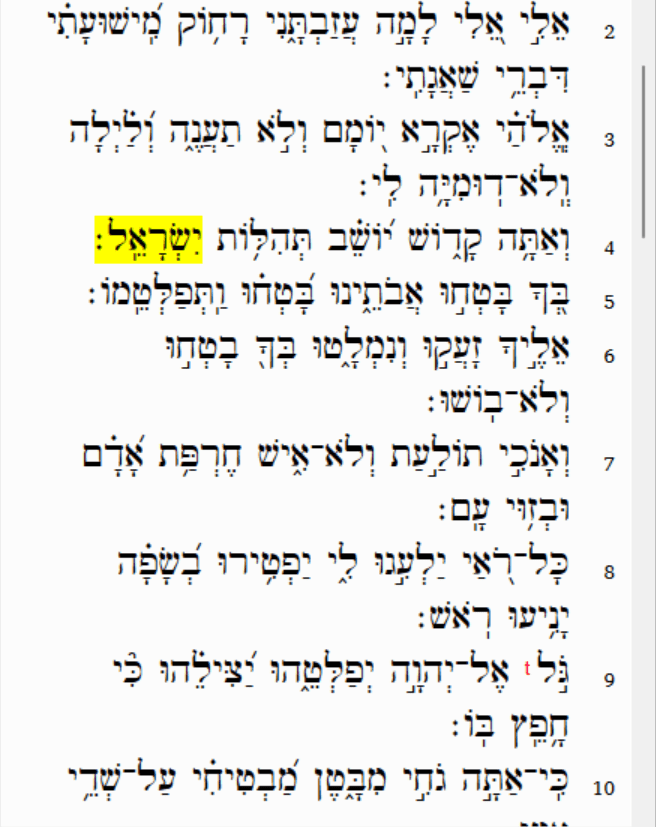 2 אֵלִ֣י אֵ֭לִי לָמָ֣ה עֲזַבְתָּ֑נִי רָח֥וֹק מִֽ֝ישׁוּעָתִ֗י
דִּבְרֵ֥י שַׁאֲגָתִֽי׃
3 אֱֽלֹהַ֗י אֶקְרָ֣א י֭וֹמָם וְלֹ֣א תַעֲנֶ֑ה וְ֝לַ֗יְלָה
וְֽלֹא־דֽוּמִיָּ֥ה לִֽי׃
4 וְאַתָּ֥ה קָד֑וֹשׁ י֝וֹשֵׁ֗ב תְּהִלּ֥וֹת יִשְׂרָאֵֽל׃
5 בְּ֭ךָ בָּטְח֣וּ אֲבֹתֵ֑ינוּ בָּ֝טְח֗וּ וַֽתְּפַלְּטֵֽמוֹ׃
6 אֵלֶ֣יךָ זָעֲק֣וּ וְנִמְלָ֑טוּ בְּךָ֖ בָטְח֣וּ
וְלֹא־בֽוֹשׁוּ׃
7 וְאָנֹכִ֣י תוֹלַ֣עַת וְלֹא־אִ֑ישׁ חֶרְפַּ֥ת אָ֝דָ֗ם
וּבְז֥וּי עָֽם׃
8 כָּל־רֹ֭אַי יַלְעִ֣גוּ לִ֑י יַפְטִ֥ירוּ בְ֝שָׂפָ֗ה
יָנִ֥יעוּ רֹֽאשׁ׃
9 גֹּ֣ל t אֶל־יְהוָ֣ה יְפַלְּטֵ֑הוּ יַ֝צִּילֵ֗הוּ כִּ֘י
חָ֥פֵֽץ בּֽוֹ׃
10 כִּֽי־אַתָּ֣ה גֹחִ֣י מִבָּ֑טֶן מַ֝בְטִיחִ֗י עַל־שְׁדֵ֥י